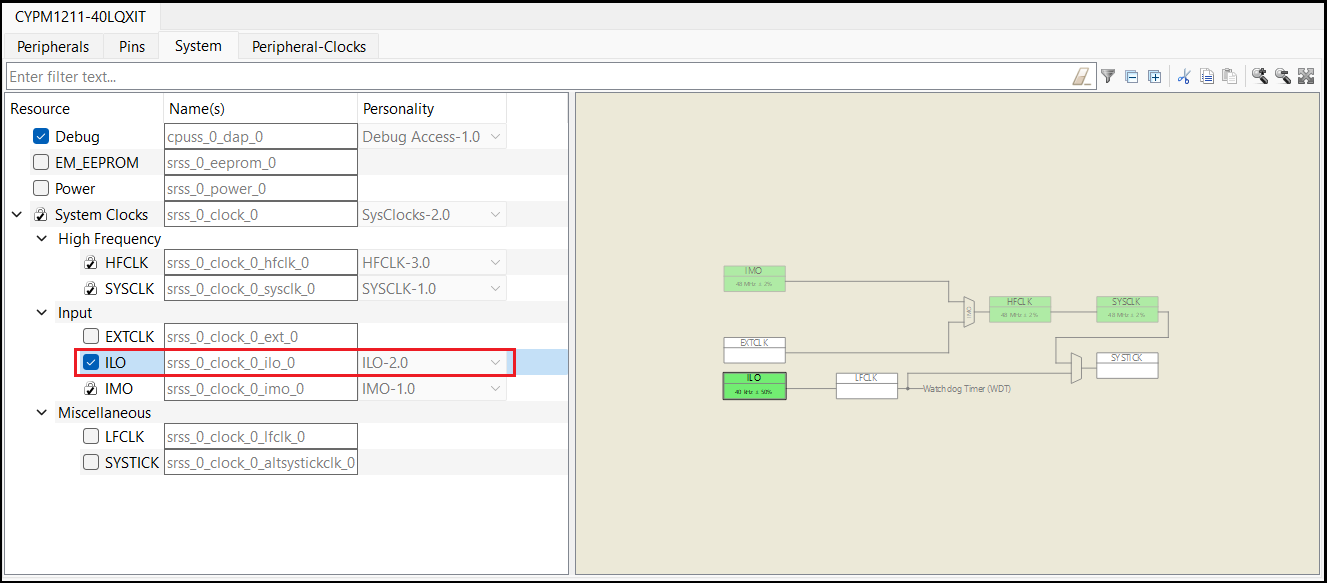 CYPM1211-40LQXIT
Peripherals Pins System Peripheral-Clocks
Enter filter text...
Resource Name(s) Personality
Debug cpuss_0_dap_0 Debug Access-1.0
EM_EEPROM srss_0_eeprom_0
Power srss_0_power_0
System Clocks srss_0_clock_0 SysClocks-2.0
High Frequency
HFCLK srss_0_clock_0_hfclk_0 HFCLK-3.0
SYSCLK srss_0_clock_0_sysclk_0 SYSCLK-1.0
Input
EXTCLK srss_0_clock_0_ext_0
ILO srss_0_clock_0_ilo_0 ILO-2.0
IMO srss_0_clock_0_imo_0 IMO-1.0
Miscellaneous
LFCLK srss_0_clock_0_lfclk_0
SYSTICK srss_0_clock_0_altsystickclk_0
IMO
48 MHz ± 2%
HFCLK
48 MHz ± 2%
SYSCLK
48 MHz ± 2%
EXTCLK
SYSTICK
ILO
40 kHz ± 50%
LFCLK
Watchdog Timer (WDT)